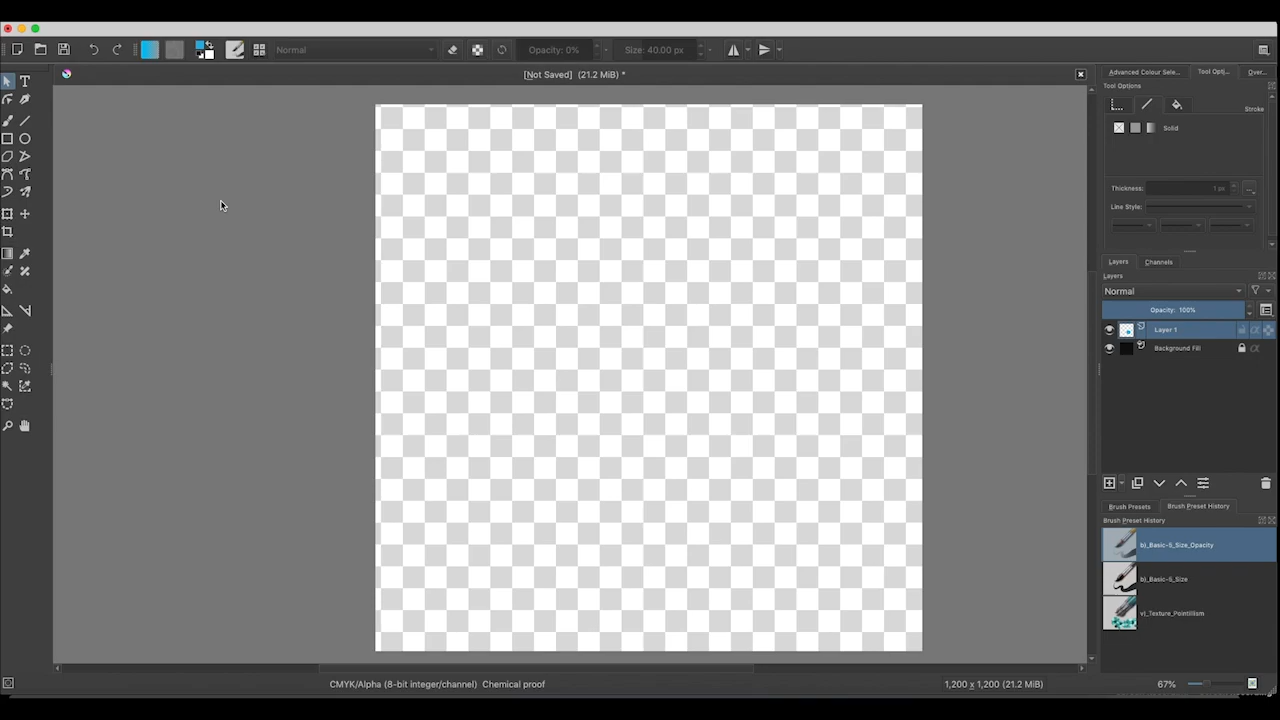 Normal
Opacity: 0%
Size: 40.00 px
[Not Saved] (21.2 MiB) *
Advanced Colour Sele...
Tool Opti...
Over...
Tool Options
Stroke
Solid
Thickness:
1 px
...
Line Style:
Layers
Channels
Layers
Normal
Opacity: 100%
Layer 1
Background Fill
Brush Presets
Brush Preset History
Brush Preset History
b)_Basic-5_Size_Opacity
b)_Basic-5_Size
v)_Texture_Pointillism
CMYK/Alpha (8-bit integer/channel) Chemical proof
1,200 x 1,200 (21.2 MiB)
67%